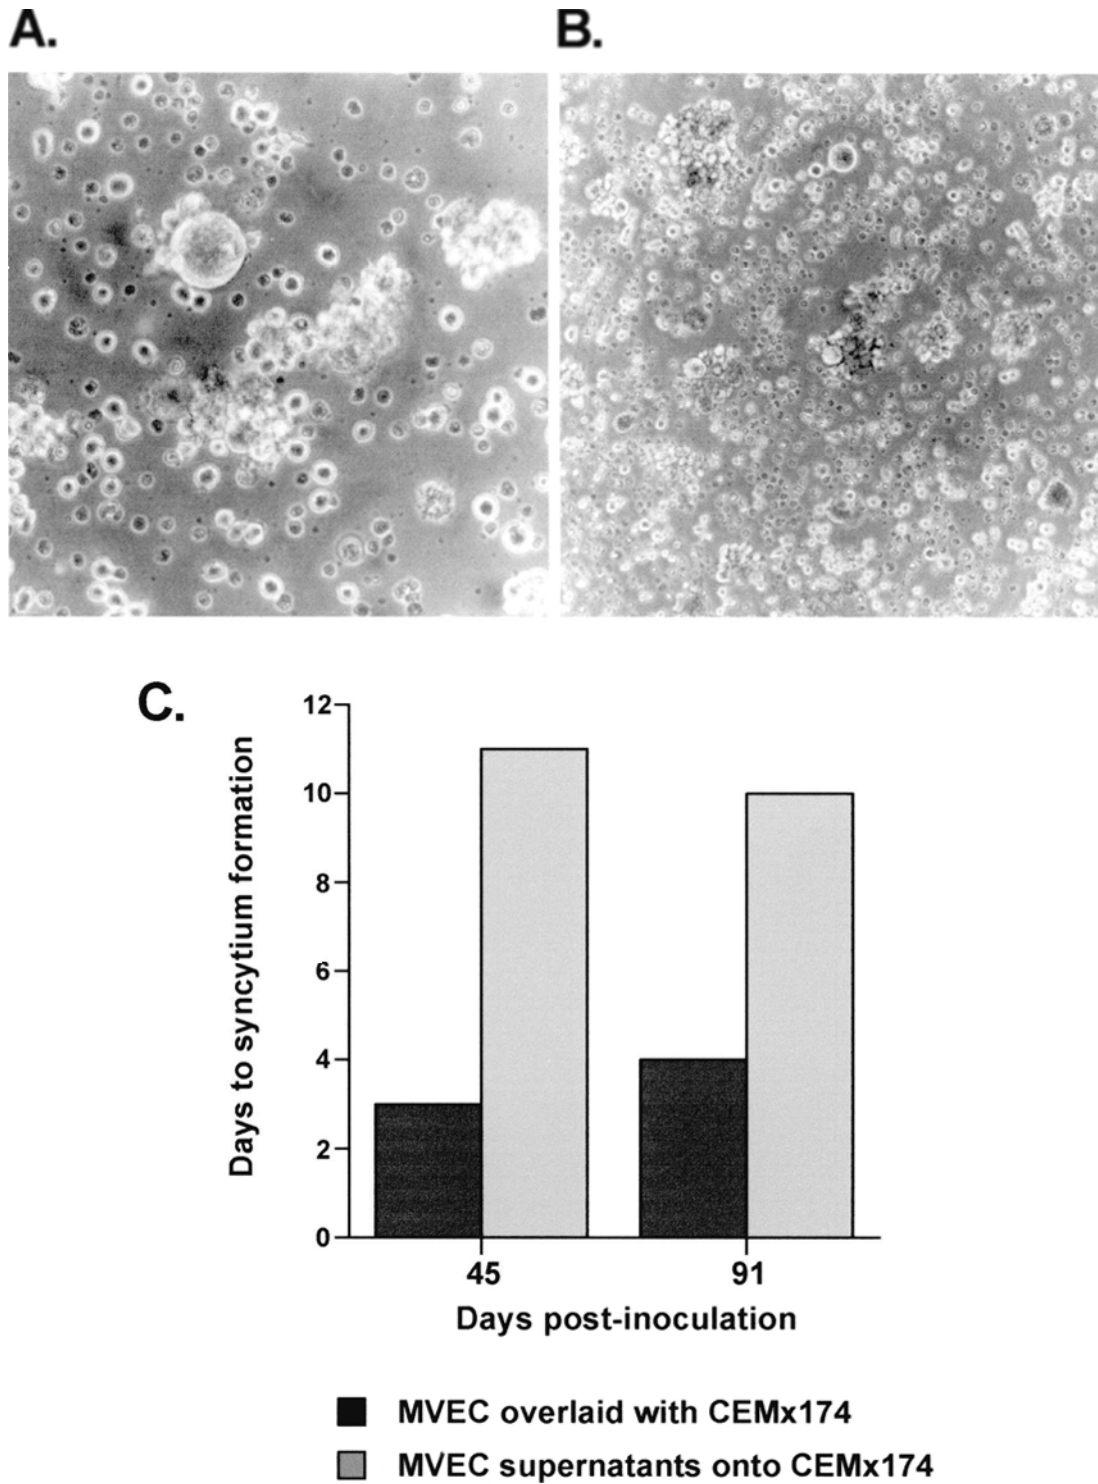 A.
B.
C.
Days to syncytium formation
12
10
8
6
4
2
0
45
91
Days post-inoculation
MVEC overlaid with CEMx174
MVEC supernatants onto CEMx174